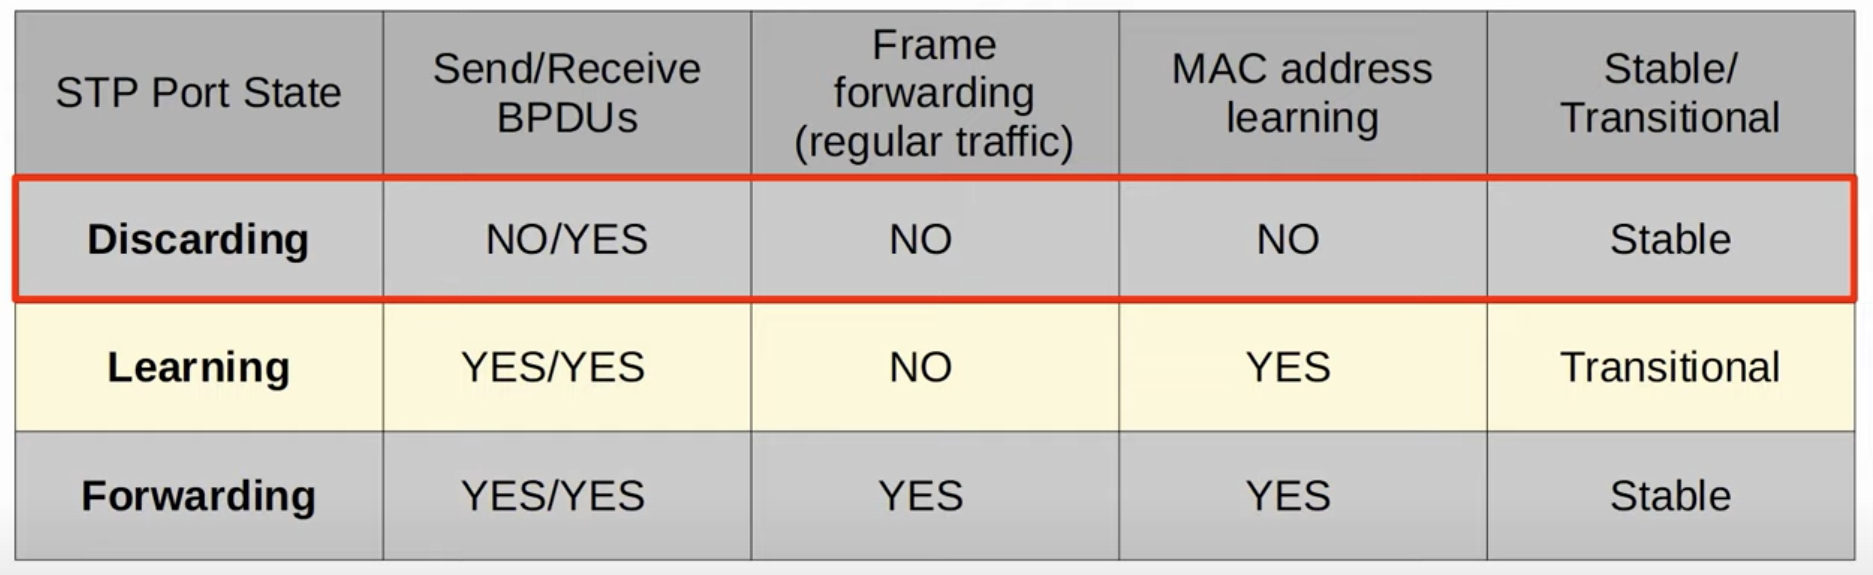 STP Port State
Send/Receive
BPDUs
Frame
forwarding
(regular traffic)
MAC address
learning
Stable/
Transitional
Discarding
NO/YES
NO
NO
Stable
Learning
YES/YES
NO
YES
Transitional
Forwarding
YES/YES
YES
YES
Stable